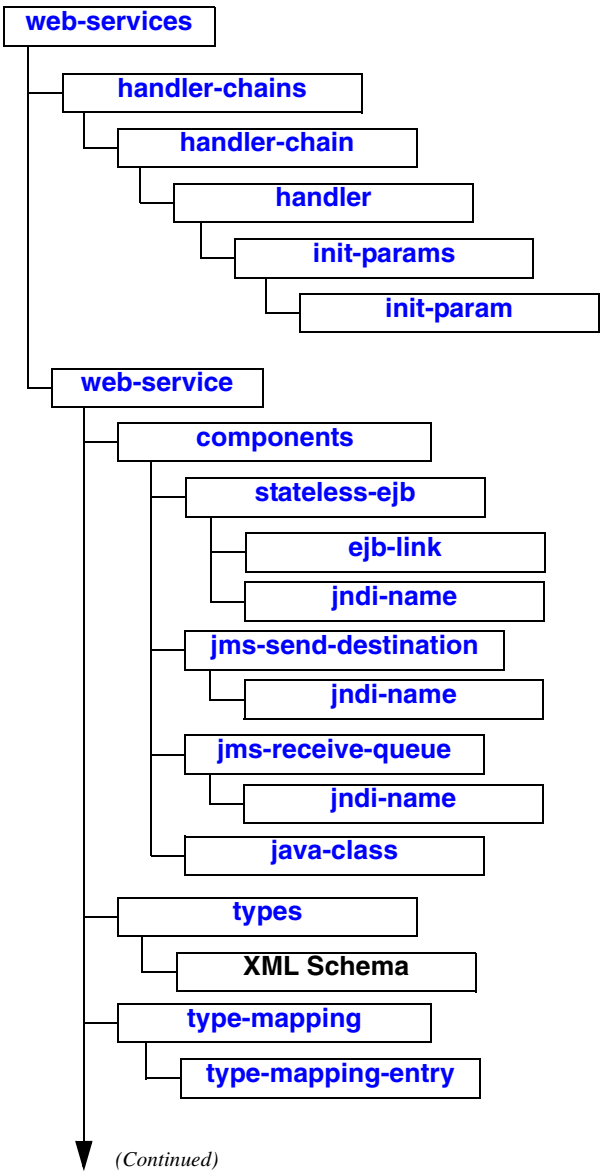 web-services
handler-chains
handler-chain
handler
init-params
init-param
web-service
components
stateless-ejb
ejb-link
jndi-name
jms-send-destination
jndi-name
jms-receive-queue
jndi-name
java-class
types
XML Schema
type-mapping
type-mapping-entry
(Continued)